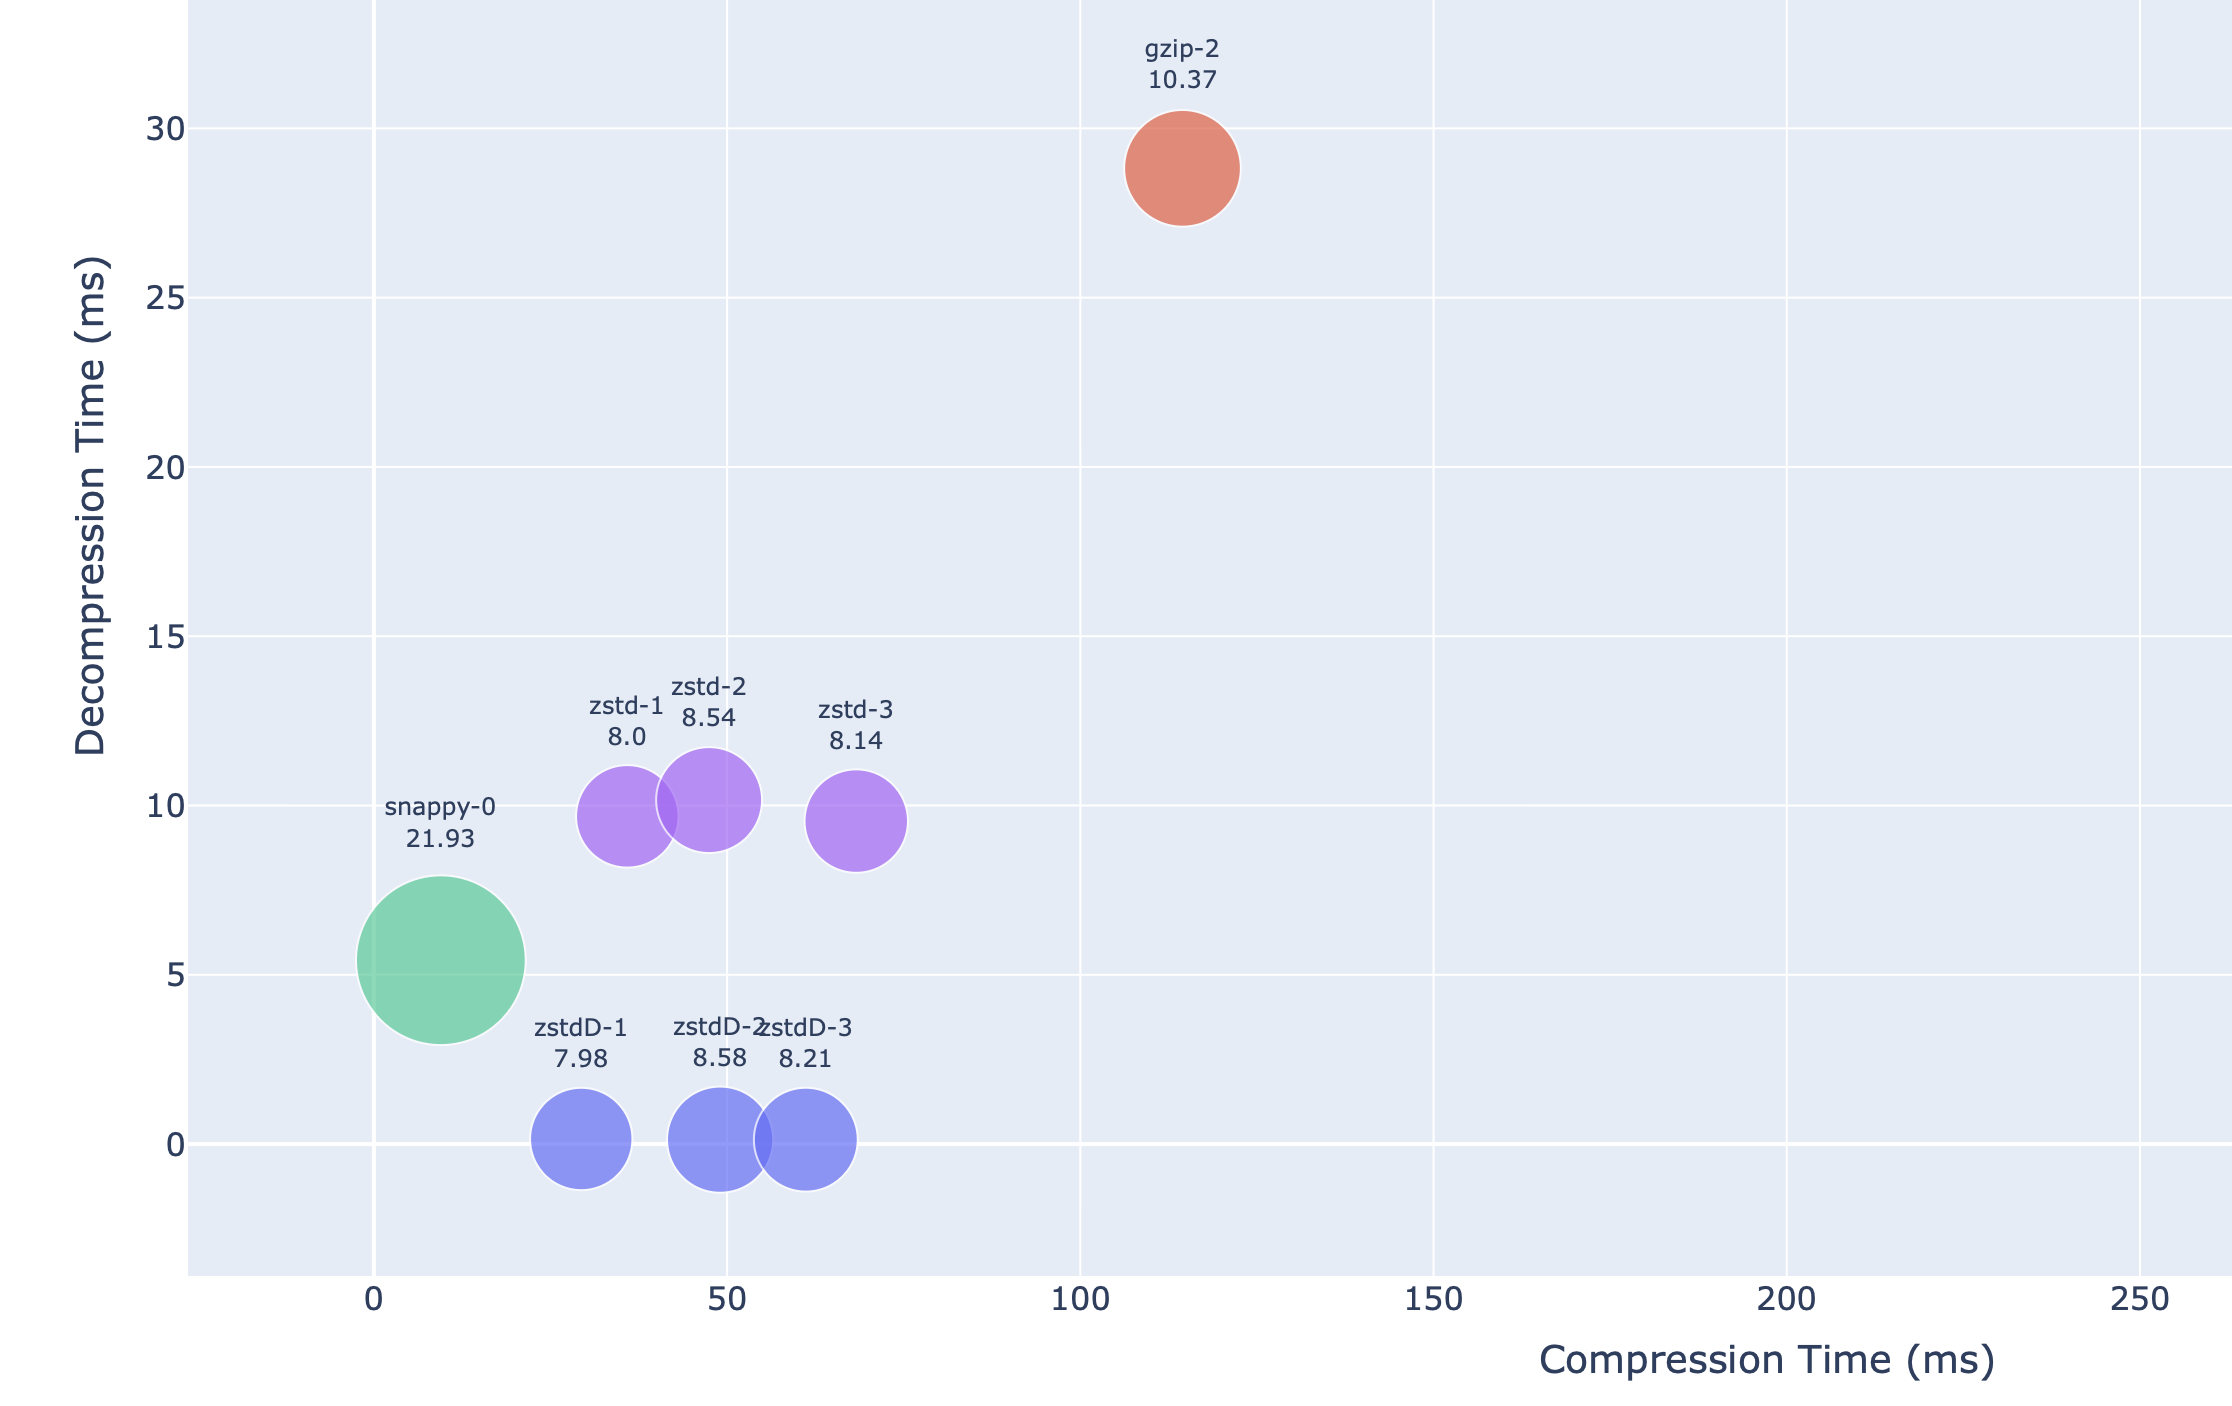 gzip-2
10.37
30
25
20
15
10
5
0
Decompression Time (ms)
zstd-1
8.0
zstd-2
8.54
zstd-3
8.14
snappy-0
21.93
zstdD-1
7.98
zstdD-2
8.58
zstdD-3
8.21
0 50 100 150 200 250
Compression Time (ms)